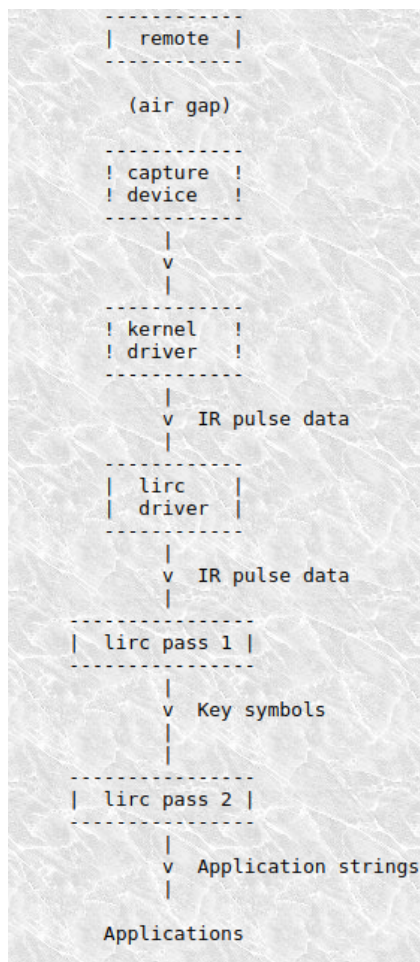 ------------
|  remote  |
------------
(air gap)
------------
! capture  !
! device   !
------------
|
v
|
------------
! kernel   !
! driver   !
------------
|
v  IR pulse data
|
------------
|  lirc    |
|  driver  |
------------
|
v  IR pulse data
|
----------------
|  lirc pass 1 |
----------------
|
v  Key symbols
|
|
----------------
|  lirc pass 2 |
----------------
|
v  Application strings
|
Applications